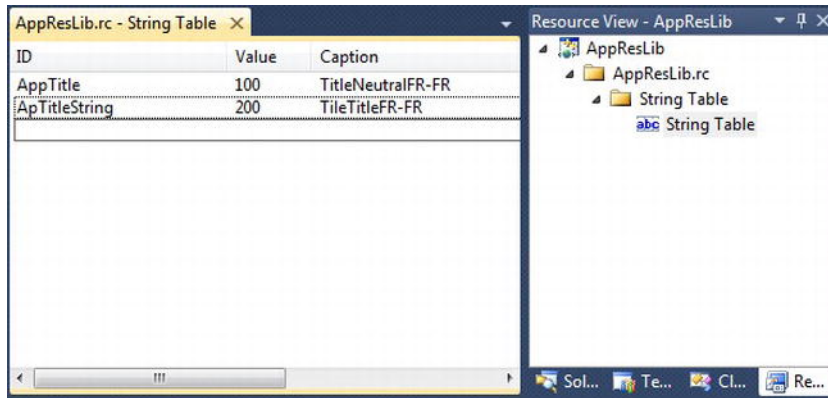 AppResLib.rc - String Table
ID Value Caption
AppTitle 100 TitleNeutralFR-FR
ApTitleString 200 TileTitleFR-FR
Resource View - AppResLib
AppResLib
AppResLib.rc
String Table
abc String Table
Sol... Te... Cl... Re...